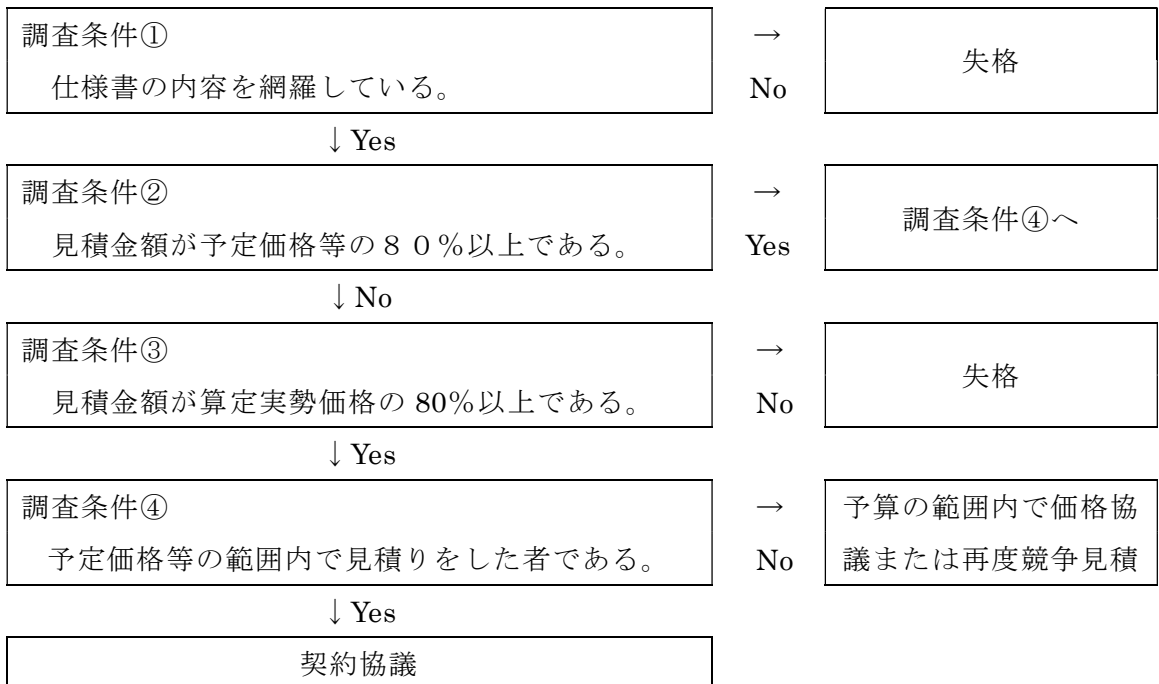 調査条件①
仕様書の内容を網羅している。
→
No
失格
↓ Yes
調査条件②
見積金額が予定価格等の８０％以上である。
→
Yes
調査条件④へ
↓ No
調査条件③
見積金額が算定実勢価格の 80％以上である。
→
No
失格
↓ Yes
調査条件④
予定価格等の範囲内で見積りをした者である。
→
No
予算の範囲内で価格協
議または再度競争見積
↓ Yes
契約協議